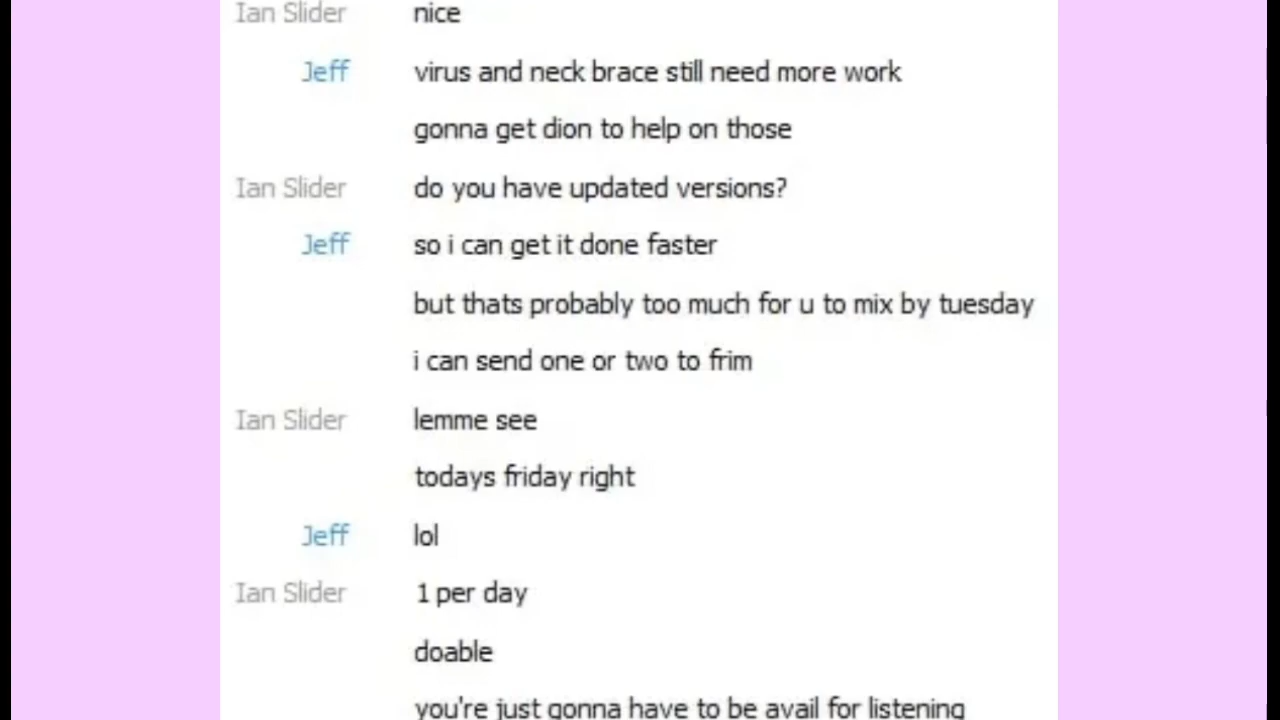 Ian Slider nice
Jeff virus and neck brace still need more work
gonna get dion to help on those
Ian Slider do you have updated versions?
Jeff so i can get it done faster
but thats probably too much for u to mix by tuesday
i can send one or two to frim
Ian Slider lemme see
todays friday right
Jeff lol
Ian Slider 1 per day
doable
you're just gonna have to be avail for listening